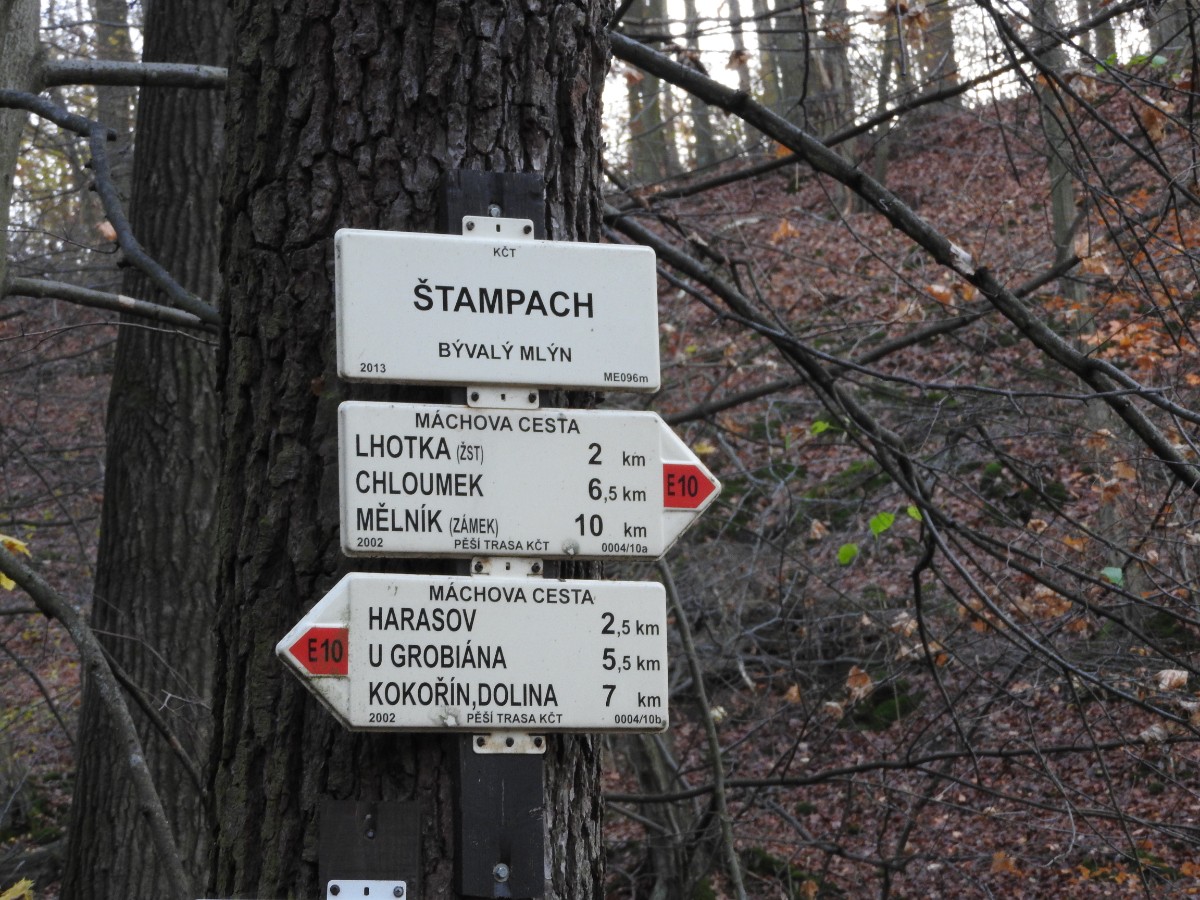 KČT
ŠTAMPACH
BÝVALÝ MLÝN
2013 ME096m
MÁCHOVA CESTA
LHOTKA (ŽST) 2 km
CHLOUMEK 6,5 km
MĚLNÍK (ZÁMEK) 10 km
E10
2002 PĚŠÍ TRASA KČT 0004/10a
MÁCHOVA CESTA
HARASOV 2,5 km
U GROBIÁNA 5,5 km
KOKOŘÍN,DOLINA 7 km
E10
2002 PĚŠÍ TRASA KČT 0004/10b